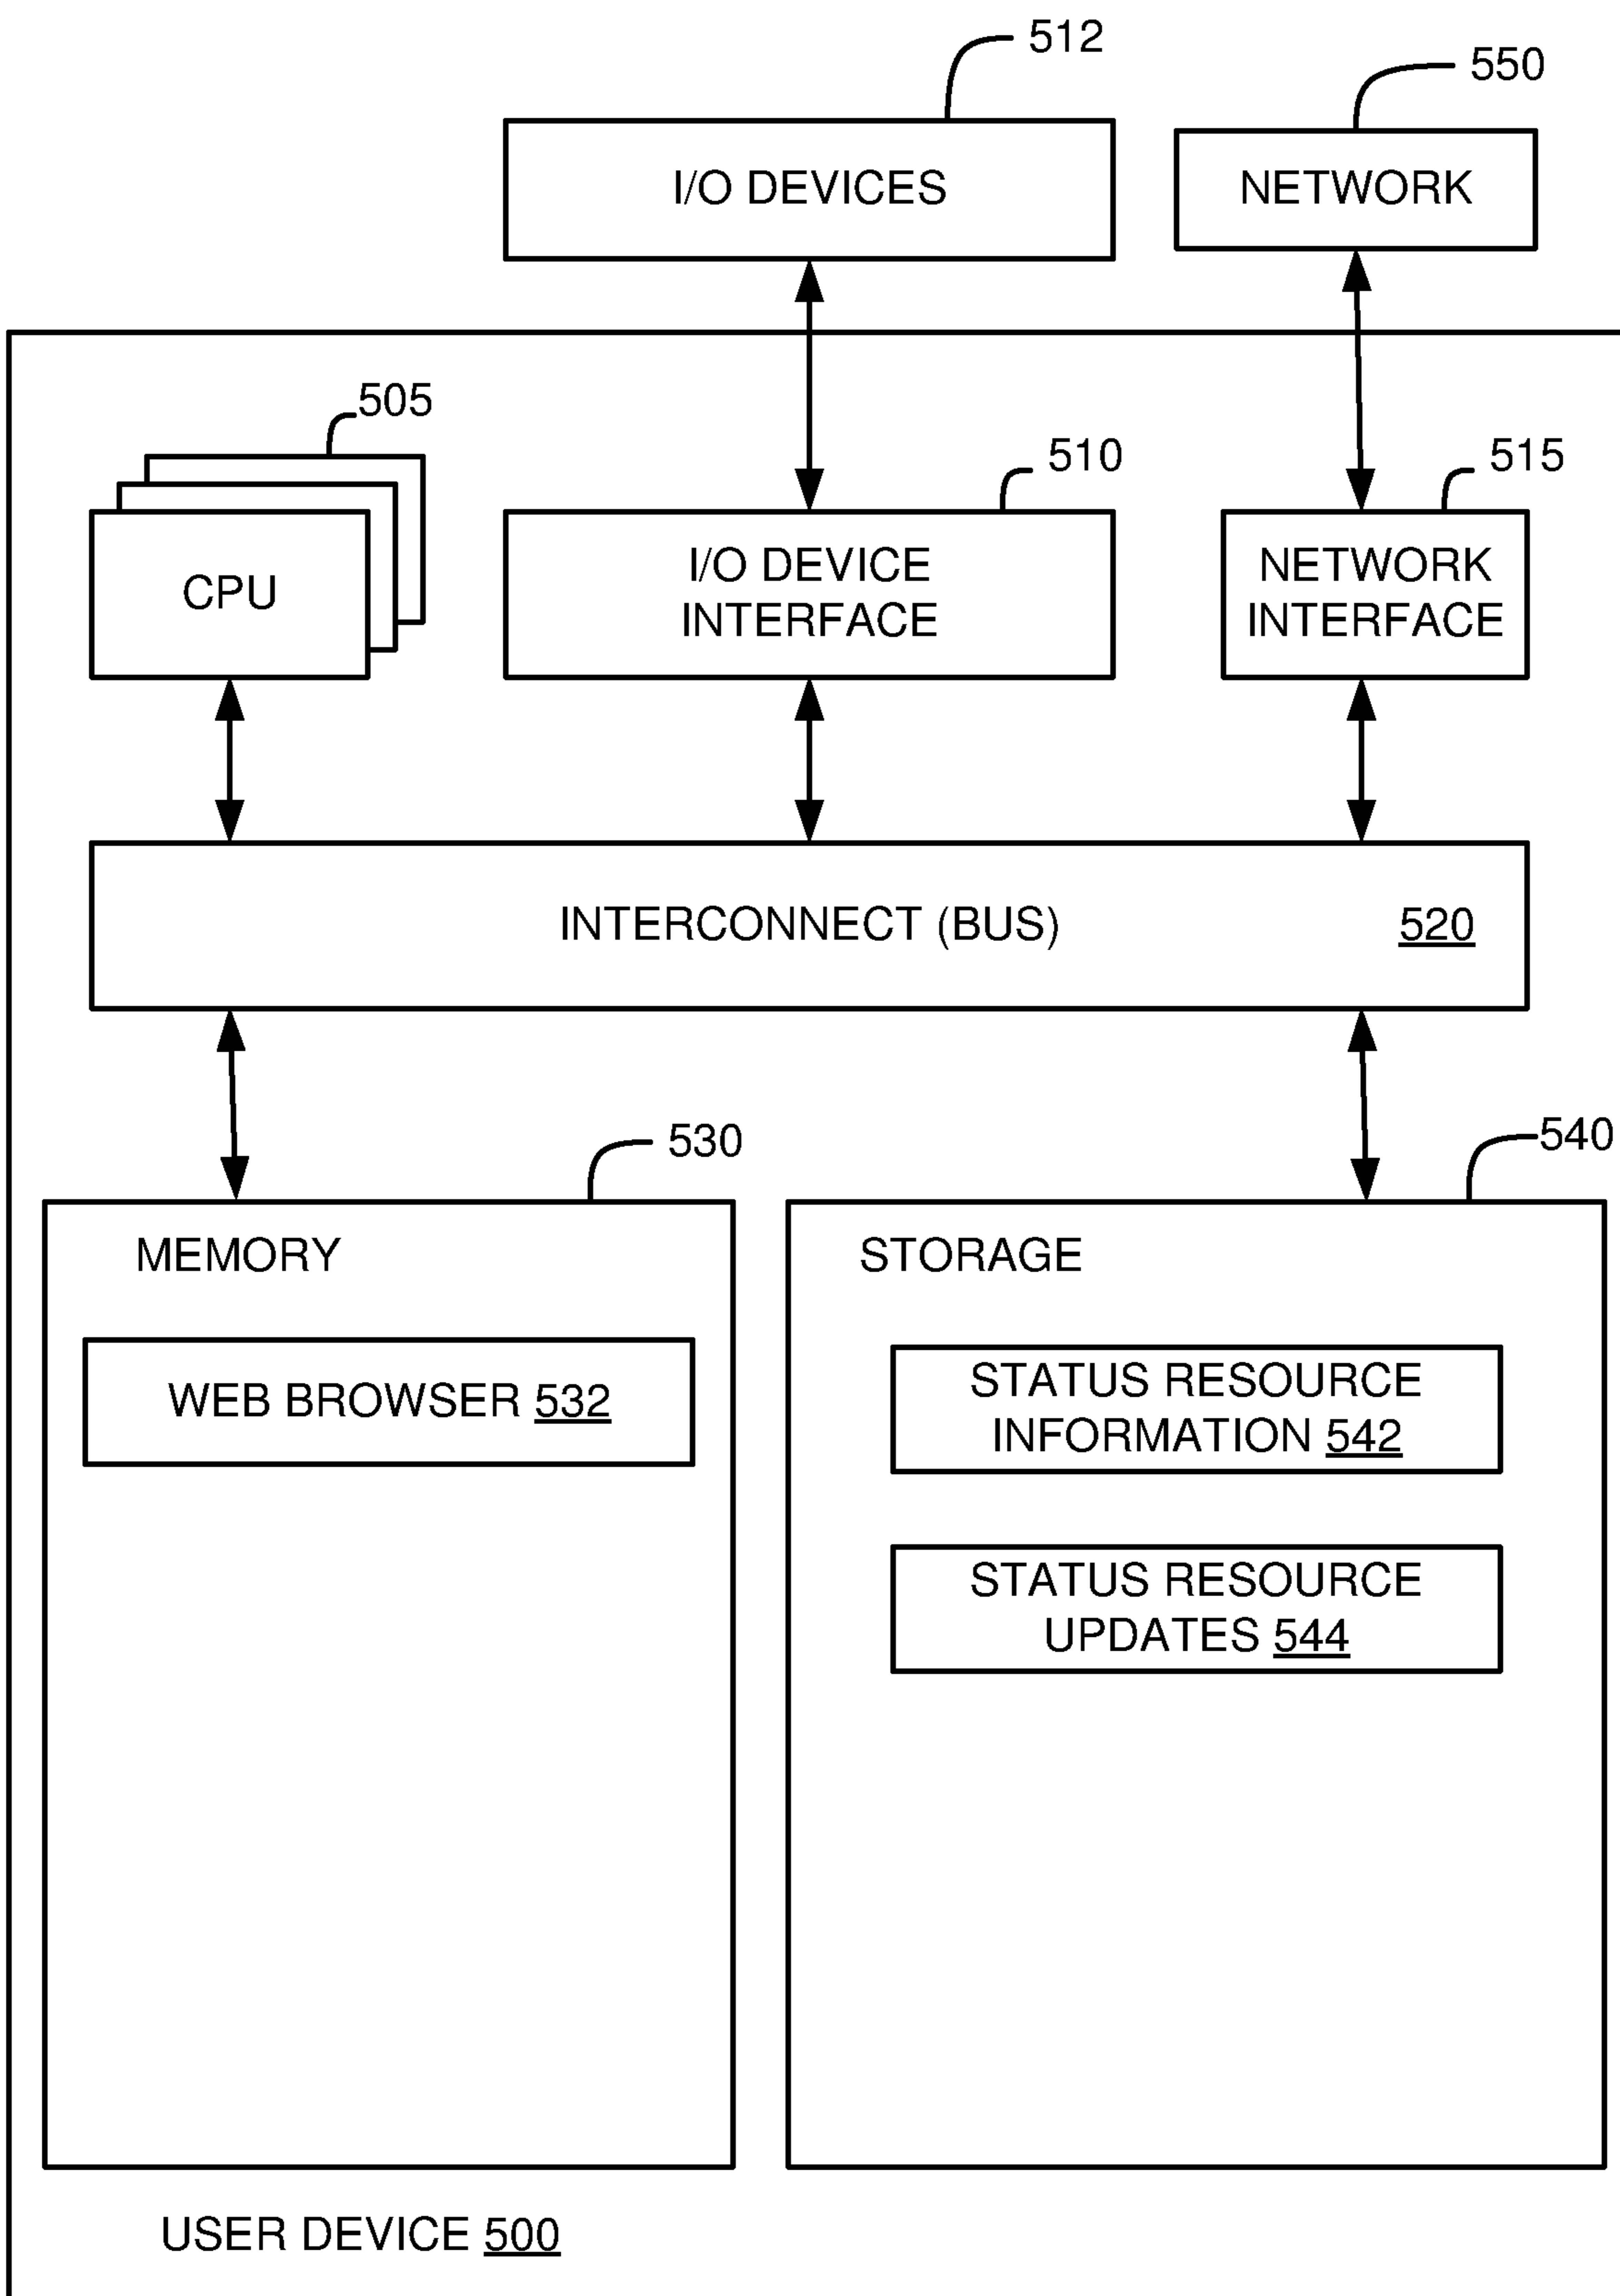 512
550
I/O DEVICES
NETWORK
505
510
515
CPU
I/O DEVICE
INTERFACE
NETWORK
INTERFACE
INTERCONNECT (BUS) 520
530
540
MEMORY
WEB BROWSER 532
STORAGE
STATUS RESOURCE
INFORMATION 542
STATUS RESOURCE
UPDATES 544
USER DEVICE 500